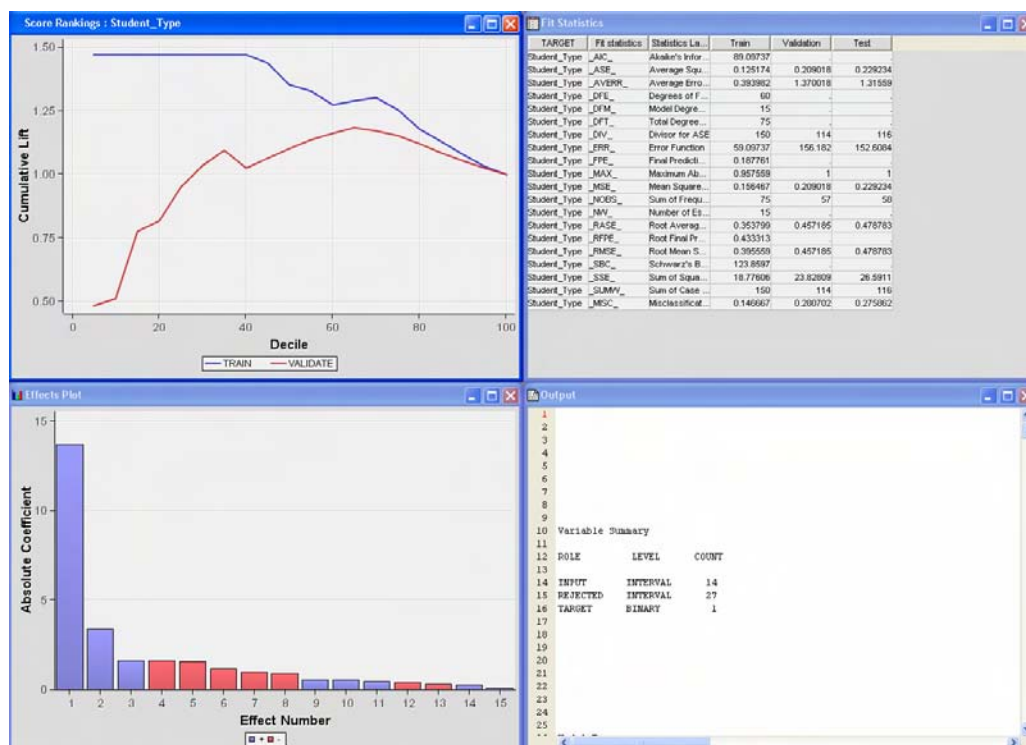 Score Rankings : Student_Type
1.50
1.25
1.00
0.75
0.50
Cumulative Lift
0 20 40 60 80 100
Decile
TRAIN VALIDATE
Fit Statistics
TARGET Fit statistics Statistics La... Train Validation Test
Student_Type _AIC_ Akaike's Infor... 89.09737 . .
Student_Type _ASE_ Average Squ... 0.125174 0.209018 0.229234
Student_Type _AVERR_ Average Erro... 0.393982 1.370018 1.31559
Student_Type _DFE_ Degrees of F... 60 . .
Student_Type _DFM_ Model Degre... 15 . .
Student_Type _DFT_ Total Degree... 75 . .
Student_Type _DIV_ Divisor for ASE 150 114 116
Student_Type _ERR_ Error Function 59.09737 156.182 152.6084
Student_Type _FPE_ Final Predicti... 0.187761 . .
Student_Type _MAX_ Maximum Ab... 0.957559 1 1
Student_Type _MSE_ Mean Square... 0.156467 0.209018 0.229234
Student_Type _NOBS_ Sum of Frequ... 75 57 58
Student_Type _NW_ Number of Es... 15 . .
Student_Type _RASE_ Root Averag... 0.353799 0.457185 0.478783
Student_Type _RFPE_ Root Final Pr... 0.433313 . .
Student_Type _RMSE_ Root Mean S... 0.395559 0.457185 0.478783
Student_Type _SBC_ Schwarz's B... 123.8597 . .
Student_Type _SSE_ Sum of Squa... 18.77606 23.82809 26.5911
Student_Type _SUMW_ Sum of Case ... 150 114 116
Student_Type _MISC_ Misclassificat... 0.146667 0.280702 0.275862
Effects Plot
15
10
5
0
Absolute Coefficient
1 2 3 4 5 6 7 8 9 10 11 12 13 14 15
Effect Number
+ -
Output
1
2
3
4
5
6
7
8
9
10 Variable Summary
11
12 ROLE LEVEL COUNT
13
14 INPUT INTERVAL 14
15 REJECTED INTERVAL 27
16 TARGET BINARY 1
17
18
19
20
21
22
23
24
25